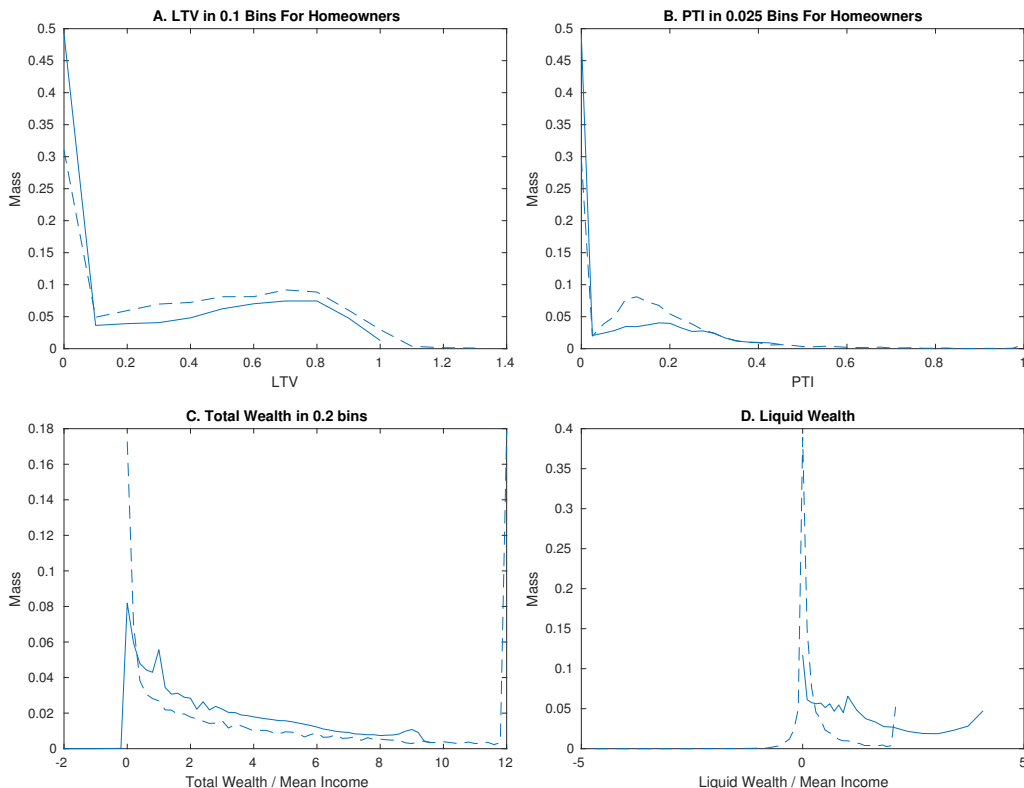 A. LTV in 0.1 Bins For Homeowners
0.5
0.45
0.4
0.35
0.3
0.25
0.2
0.15
0.1
0.05
0
Mass
0 0.2 0.4 0.6 0.8 1 1.2 1.4
LTV
B. PTI in 0.025 Bins For Homeowners
0.5
0.45
0.4
0.35
0.3
0.25
0.2
0.15
0.1
0.05
0
Mass
0 0.2 0.4 0.6 0.8 1
PTI
C. Total Wealth in 0.2 bins
0.18
0.16
0.14
0.12
0.1
0.08
0.06
0.04
0.02
0
Mass
-2 0 2 4 6 8 10 12
Total Wealth / Mean Income
D. Liquid Wealth
0.4
0.35
0.3
0.25
0.2
0.15
0.1
0.05
0
Mass
-5 0 5
Liquid Wealth / Mean Income